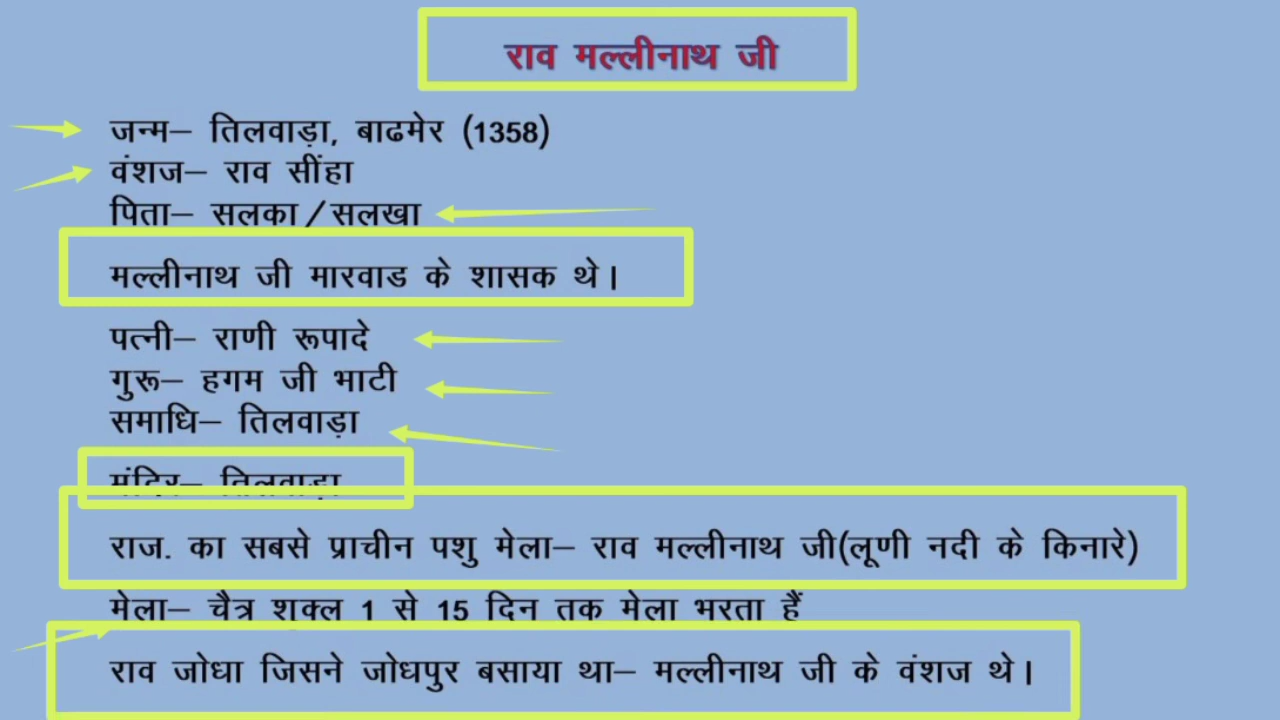 राव मल्लीनाथ जी
जन्म– तिलवाड़ा, बाढमेर (1358)
वंशज– राव सींहा
पिता– सलका/सलखा
मल्लीनाथ जी मारवाड के शासक थे।
पत्नी– राणी रूपादे
गुरू– हगम जी भाटी
समाधि– तिलवाड़ा
मंदिर– तिलवाड़ा
राज. का सबसे प्राचीन पशु मेला– राव मल्लीनाथ जी(लूणी नदी के किनारे)
मेला– चैत्र शुक्ल 1 से 15 दिन तक मेला भरता हैं
राव जोधा जिसने जोधपुर बसाया था– मल्लीनाथ जी के वंशज थे।